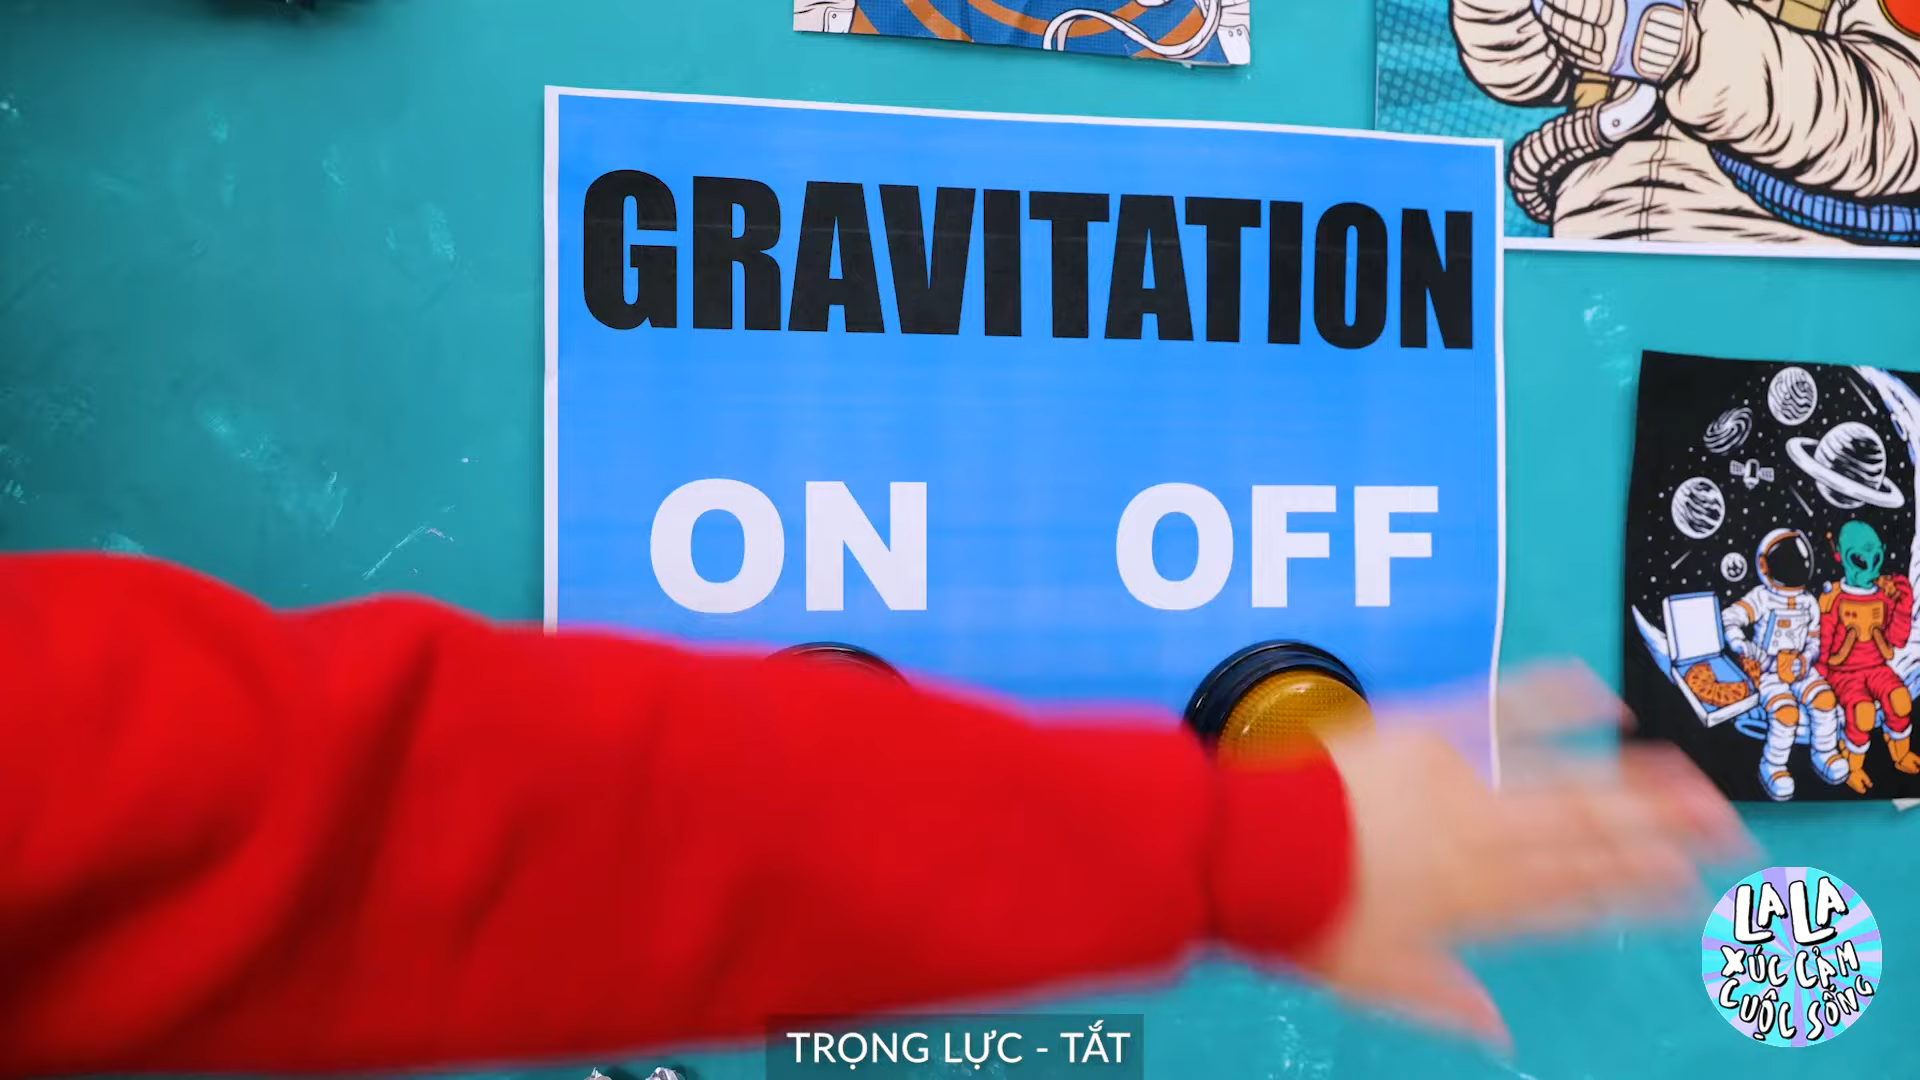 GRAVITATION
ON OFF
LA LA
XÚC CẢM
CUỘC SỐNG
TRỌNG LỰC - TẮT